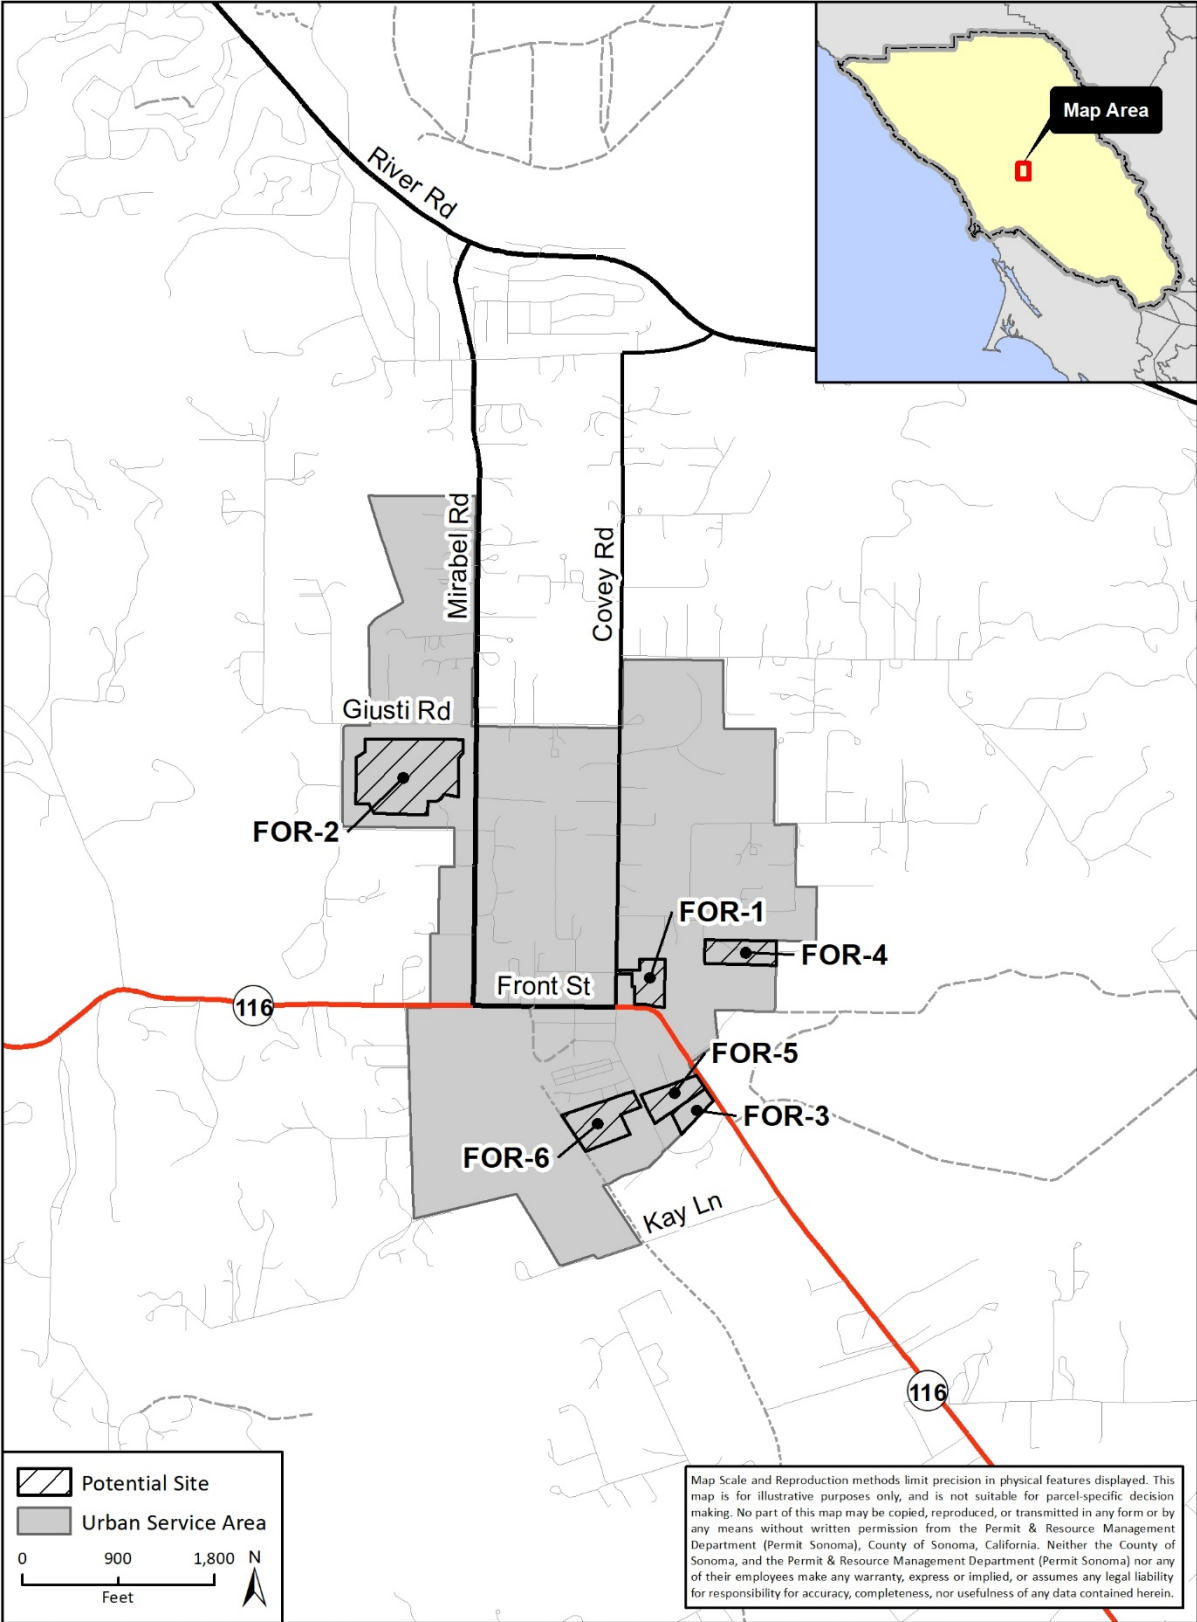 Map Area
River Rd
Mirabel Rd
Covey Rd
Giusti Rd
FOR-2
FOR-1
FOR-4
Front St
116
FOR-5
FOR-3
FOR-6
Kay Ln
116
Potential Site
Urban Service Area
0 900 1,800 N
Feet
Map Scale and Reproduction methods limit precision in physical features displayed. This
map is for illustrative purposes only, and is not suitable for parcel-specific decision
making. No part of this map may be copied, reproduced, or transmitted in any form or by
any means without written permission from the Permit & Resource Management
Department (Permit Sonoma), County of Sonoma, California. Neither the County of
Sonoma, and the Permit & Resource Management Department (Permit Sonoma) nor any
of their employees make any warranty, express or implied, or assumes any legal liability
for responsibility for accuracy, completeness, nor usefulness of any data contained herein.